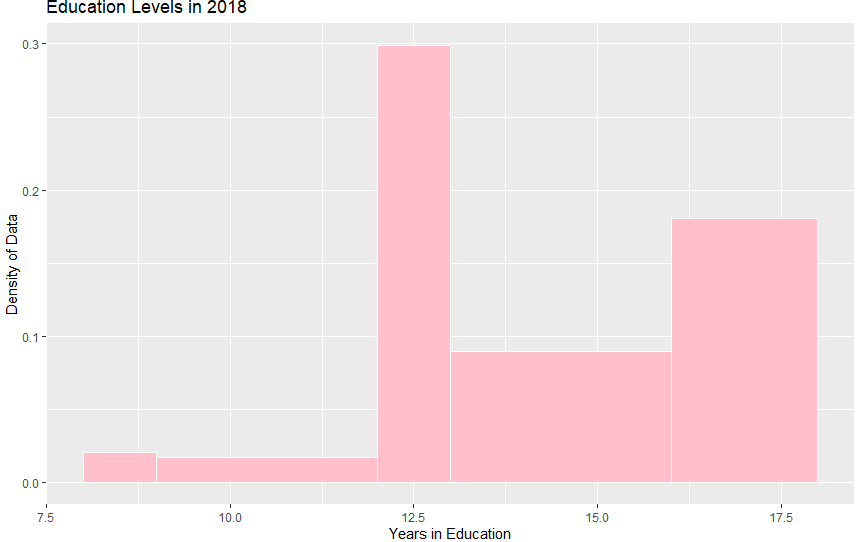 Education Levels in 2018
0.3
0.2
0.1
0.0
Density of Data
7.5 10.0 12.5 15.0 17.5
Years in Education